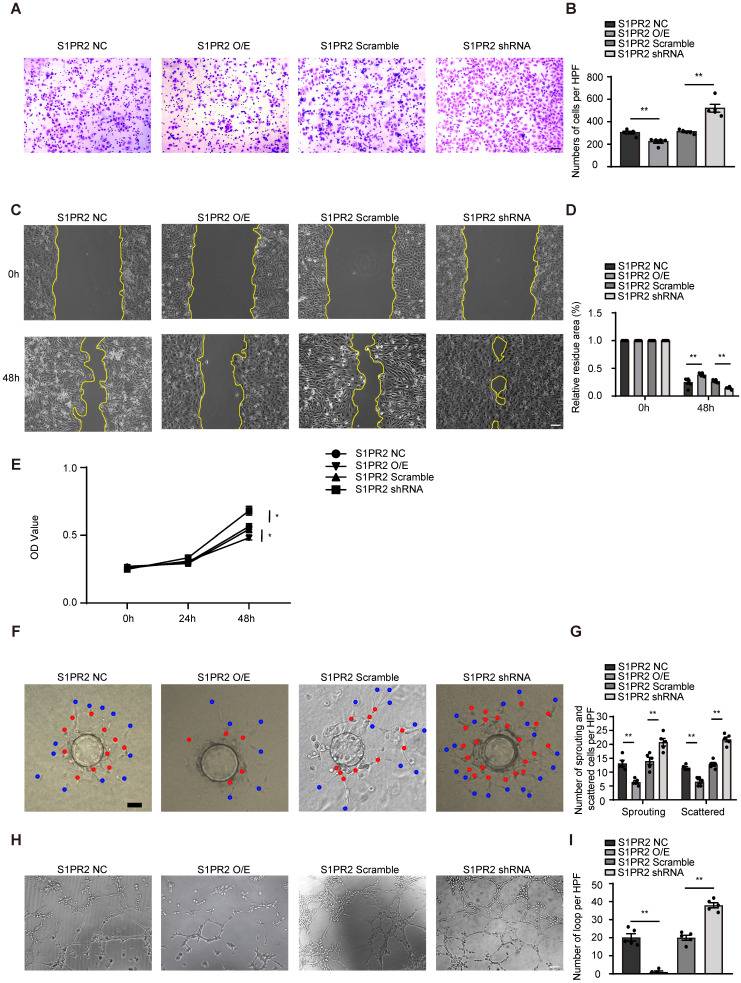 A
S1PR2 NC
S1PR2 O/E
S1PR2 Scramble
S1PR2 shRNA
B
S1PR2 NC
S1PR2 O/E
S1PR2 Scramble
S1PR2 shRNA
Numbers of cells per HPF
800
600
400
200
0
**
**
C
S1PR2 NC
S1PR2 O/E
S1PR2 Scramble
S1PR2 shRNA
0h
48h
D
S1PR2 NC
S1PR2 O/E
S1PR2 Scramble
S1PR2 shRNA
Relative residue area (%)
1.5
1.0
0.5
0.0
** **
0h 48h
E
S1PR2 NC
S1PR2 O/E
S1PR2 Scramble
S1PR2 shRNA
OD Value
1.0
0.5
0.0
*
*
0h 24h 48h
F
S1PR2 NC
S1PR2 O/E
S1PR2 Scramble
S1PR2 shRNA
G
S1PR2 NC
S1PR2 O/E
S1PR2 Scramble
S1PR2 shRNA
Number of sprouting and
scattered cells per HPF
30
25
20
15
10
5
0
**
**
**
**
Sprouting Scattered
H
S1PR2 NC
S1PR2 O/E
S1PR2 Scramble
S1PR2 shRNA
I
S1PR2 NC
S1PR2 O/E
S1PR2 Scramble
S1PR2 shRNA
Number of loop per HPF
50
40
30
20
10
0
**
**